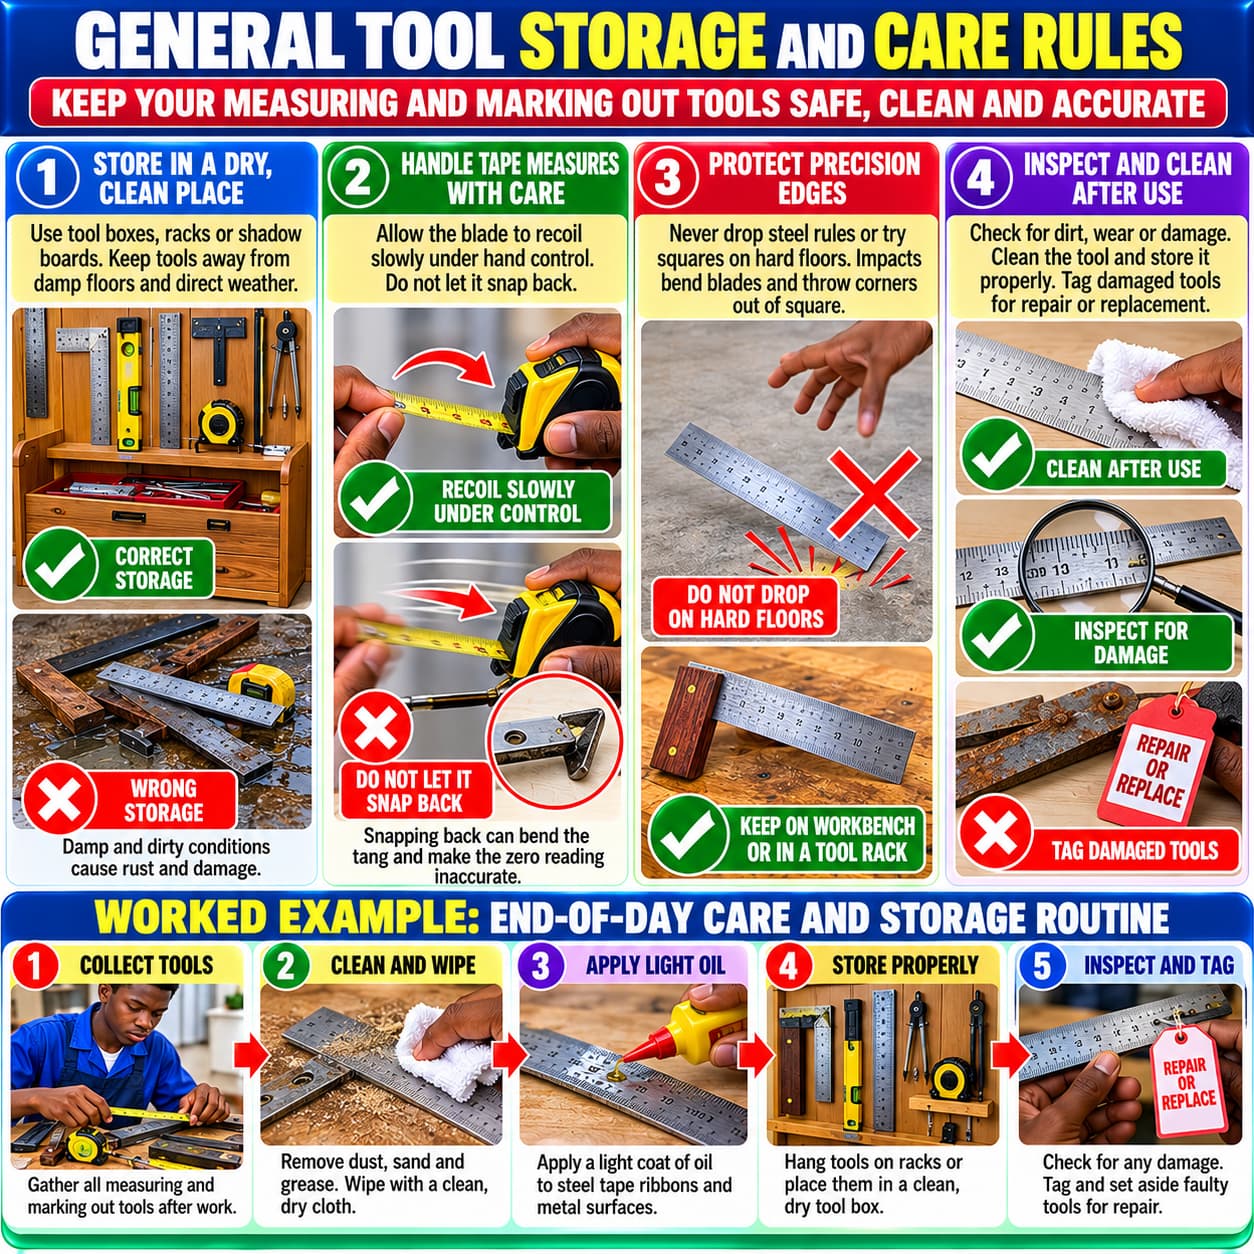 GENERAL TOOL STORAGE AND CARE RULES
KEEP YOUR MEASURING AND MARKING OUT TOOLS SAFE, CLEAN AND ACCURATE
1 STORE IN A DRY,
CLEAN PLACE
Use tool boxes, racks or shadow
boards. Keep tools away from
damp floors and direct weather.
CORRECT
STORAGE
WRONG
STORAGE
Damp and dirty conditions
cause rust and damage.
2 HANDLE TAPE MEASURES
WITH CARE
Allow the blade to recoil
slowly under hand control.
Do not let it snap back.
RECOIL SLOWLY
UNDER CONTROL
DO NOT LET IT
SNAP BACK
Snapping back can bend the
tang and make the zero reading
inaccurate.
3 PROTECT PRECISION
EDGES
Never drop steel rules or try
squares on hard floors. Impacts
bend blades and throw corners
out of square.
DO NOT DROP
ON HARD FLOORS
KEEP ON WORKBENCH
OR IN A TOOL RACK
4 INSPECT AND CLEAN
AFTER USE
Check for dirt, wear or damage.
Clean the tool and store it
properly. Tag damaged tools
for repair or replacement.
CLEAN AFTER USE
INSPECT FOR
DAMAGE
REPAIR
OR
REPLACE
TAG DAMAGED TOOLS
WORKED EXAMPLE: END-OF-DAY CARE AND STORAGE ROUTINE
1 COLLECT TOOLS
Gather all measuring and
marking out tools after work.
2 CLEAN AND WIPE
Remove dust, sand and
grease. Wipe with a clean,
dry cloth.
3 APPLY LIGHT OIL
Apply a light coat of oil
to steel tape ribbons and
metal surfaces.
4 STORE PROPERLY
Hang tools on racks or
place them in a clean,
dry tool box.
5 INSPECT AND TAG
REPAIR
OR
REPLACE
Check for any damage.
Tag and set aside faulty
tools for repair.